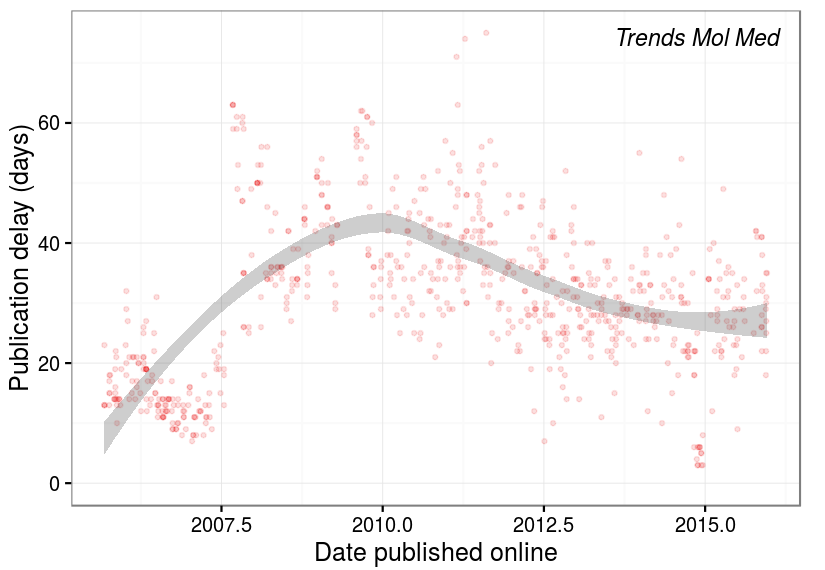 Trends Mol Med
Publication delay (days)
60
40
20
0
2007.5 2010.0 2012.5 2015.0
Date published online